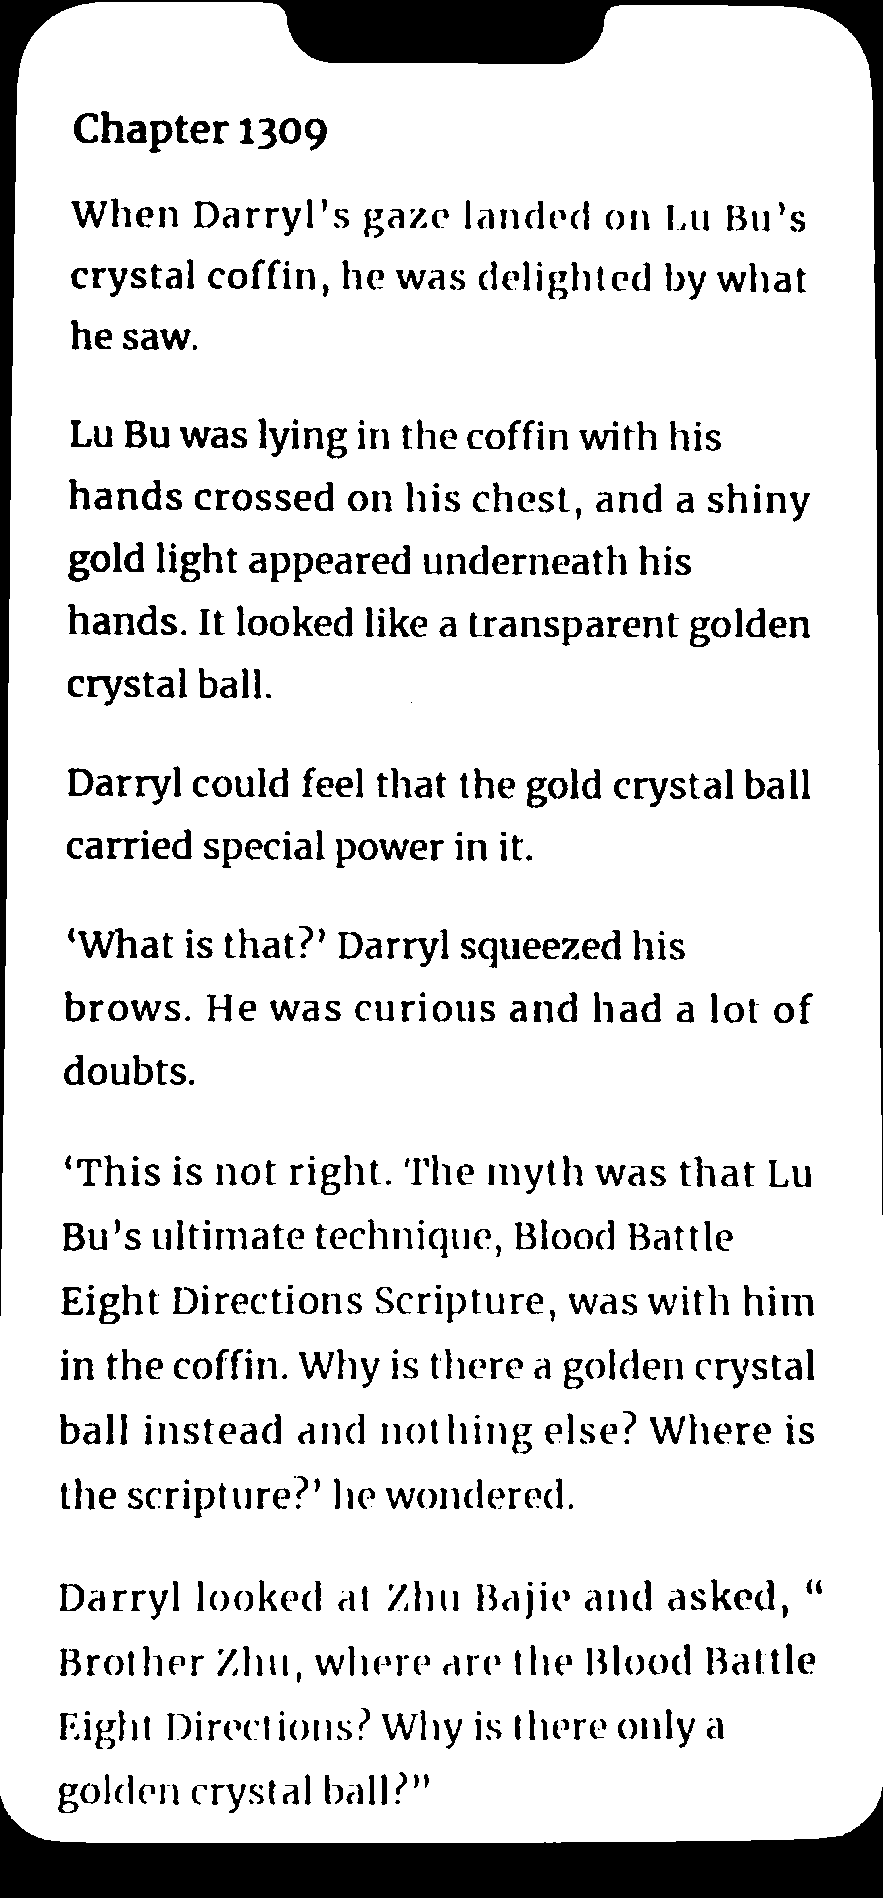 Chapter 1309
When Darryl's gaze landed on Lu Bu's
crystal coffin, he was delighted by what
he saw.
Lu Bu was lying in the coffin with his
hands crossed on his chest, and a shiny
gold light appeared underneath his
hands. It looked like a transparent golden
crystal ball.
Darryl could feel that the gold crystal ball
carried special power in it.
‘What is that?’ Darryl squeezed his
brows. He was curious and had a lot of
doubts.
‘This is not right. The myth was that Lu
Bu's ultimate technique, Blood Battle
Eight Directions Scripture, was with him
in the coffin. Why is there a golden crystal
ball instead and nothing else? Where is
the scripture?’ he wondered.
Darryl looked at Zhu Bajie and asked, “
Brother Zhu, where are the Blood Battle
Eight Directions? Why is there only a
golden crystal ball?”